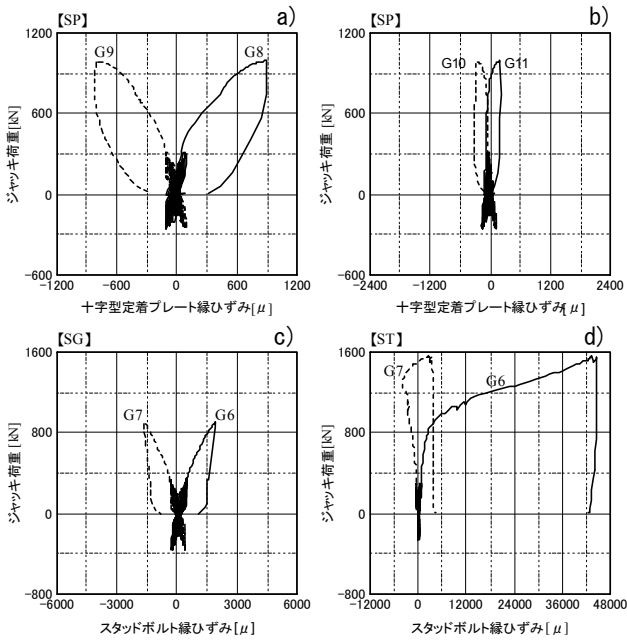 【SP】
a)
1200
600
0
-600
-1200
-600
0
600
1200
G9
G8
ジャッキ荷重[kN]
十字型定着プレート縁ひずみ[μ]
【SP】
b)
1200
600
0
-600
-2400
-1200
0
1200
2400
G10
G11
ジャッキ荷重[kN]
十字型定着プレート縁ひずみ[μ]
【SG】
c)
1600
800
0
-800
-6000
-3000
0
3000
6000
G7
G6
ジャッキ荷重[kN]
スタッドボルト縁ひずみ[μ]
【ST】
d)
1600
800
0
-800
-12000
0
12000
24000
36000
48000
G7
G6
ジャッキ荷重[kN]
スタッドボルト縁ひずみ[μ]